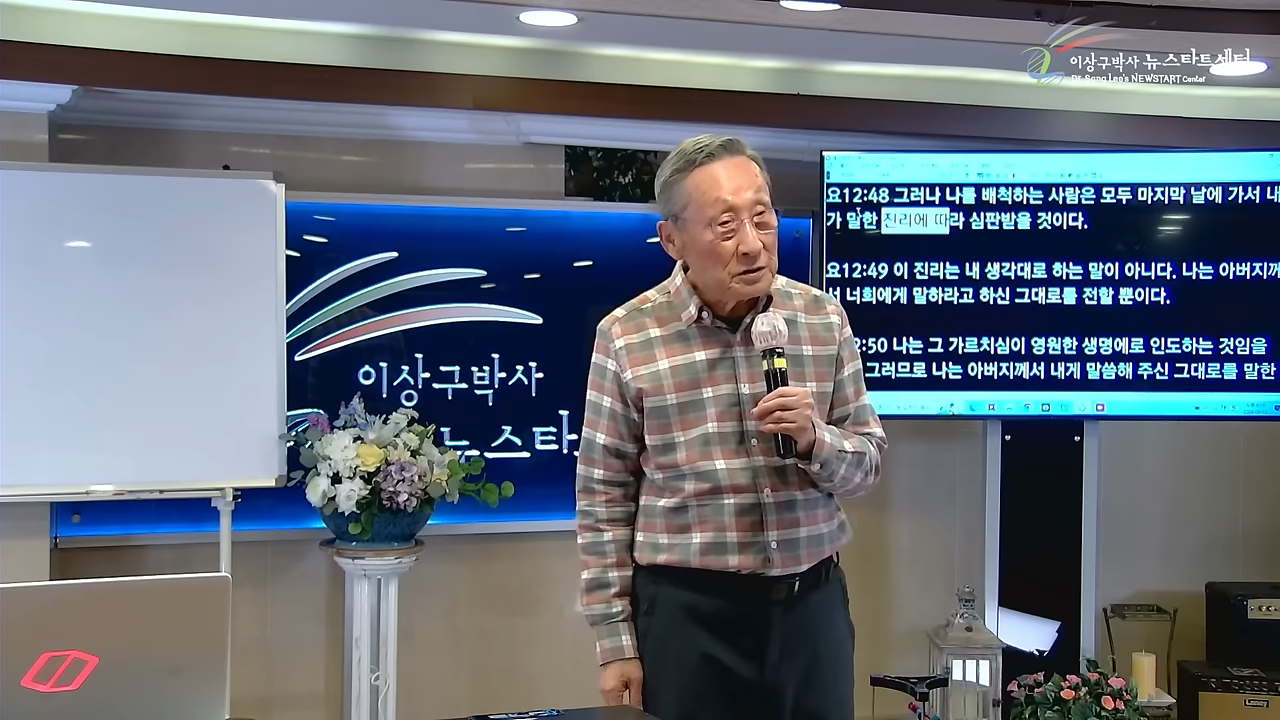 이상구박사 뉴스타트센터
Dr. Sang Lee's NEWSTART Center
요12:48 그러나 나를 배척하는 사람은 모두 마지막 날에 가서 내
가 말한 진리에 따라 심판받을 것이다.
요12:49 이 진리는 내 생각대로 하는 말이 아니다. 나는 아버지께
서 너희에게 말하라고 하신 그대로를 전할 뿐이다.
2:50 나는 그 가르치심이 영원한 생명에로 인도하는 것임을
그러므로 나는 아버지께서 내게 말씀해 주신 그대로를 말한
이상구박사
뉴스타
Laney